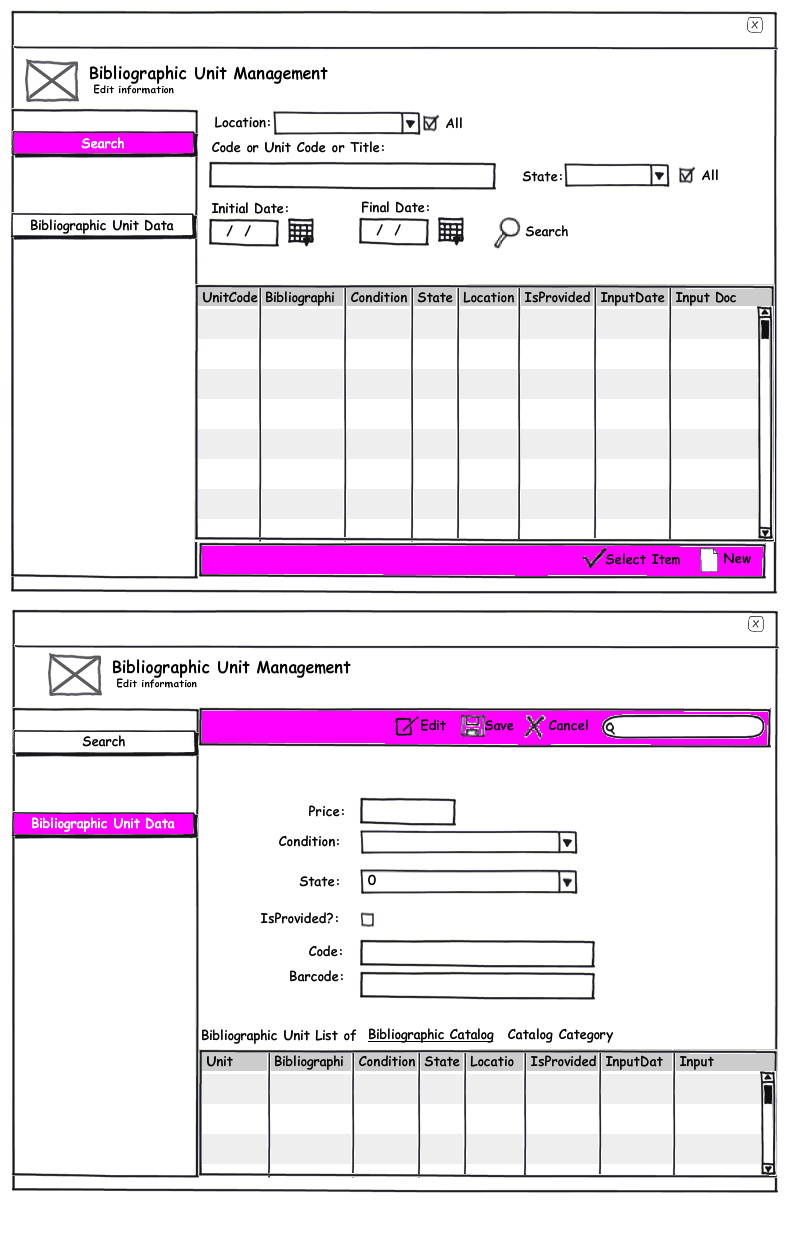 X
Bibliographic Unit Management
Edit information
Location: All
Search
Code or Unit Code or Title:
State: All
Initial Date: Final Date:
Bibliographic Unit Data
/ / / / Search
UnitCode Bibliographi Condition State Location IsProvided InputDate Input Doc
Select Item New
X
Bibliographic Unit Management
Edit information
Edit Save Cancel
Search
Price:
Bibliographic Unit Data
Condition:
State: 0
IsProvided?:
Code:
Barcode:
Bibliographic Unit List of Bibliographic Catalog Catalog Category
Unit Bibliographi Condition State Locatio IsProvided InputDat Input